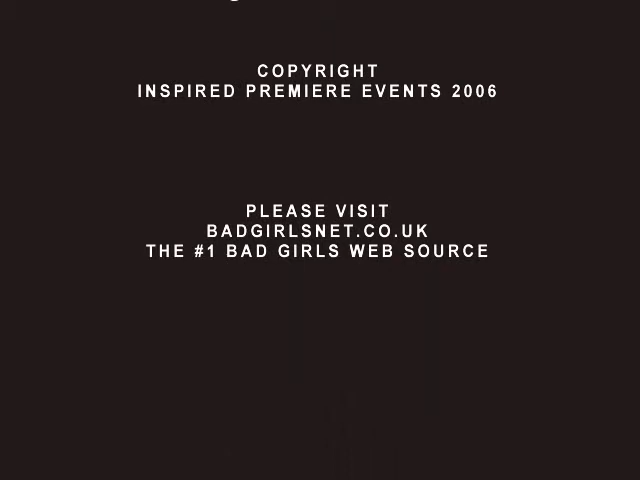 COPYRIGHT
INSPIRED PREMIERE EVENTS 2006
PLEASE VISIT
BADGIRLSNET.CO.UK
THE #1 BAD GIRLS WEB SOURCE